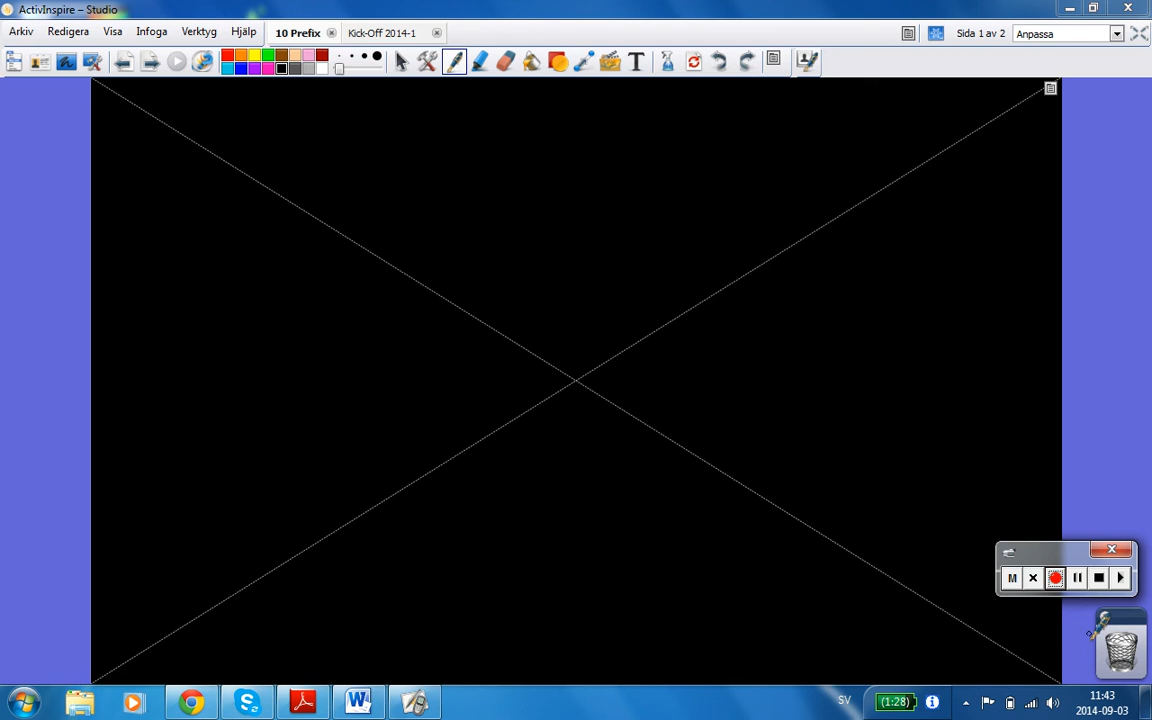 ActivInspire – Studio
Arkiv Redigera Visa Infoga Verktyg Hjälp 10 Prefix Kick-Off 2014-1 Sida 1 av 2 Anpassa
T
M
SV (1:28) 11:43
2014-09-03